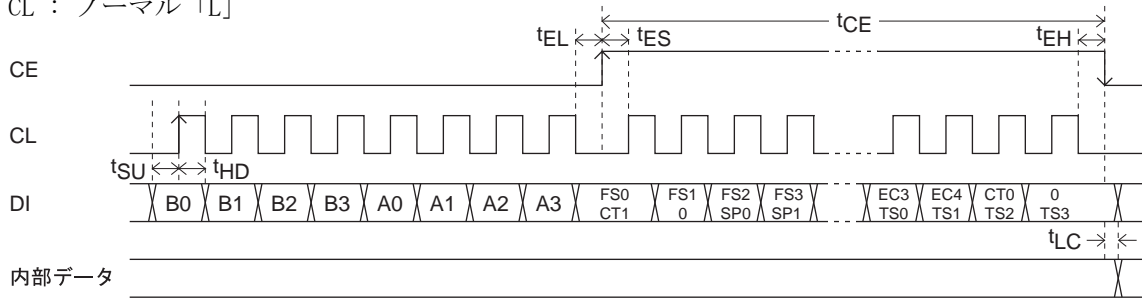 CL : ノーマル「L」
tCE
tEL tES tEH
CE
CL
tSU tHD
DI B0 B1 B2 B3 A0 A1 A2 A3 FS0 FS1 FS2 FS3 EC3 EC4 CT0 0
CT1 0 SP0 SP1 TS0 TS1 TS2 TS3
tLC
内部データ